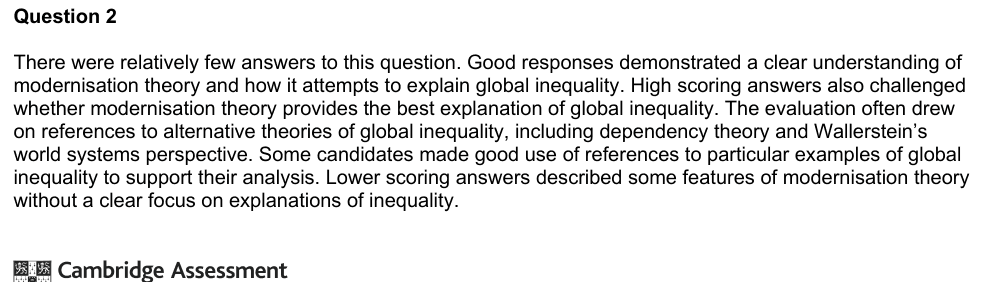 Question 2
There were relatively few answers to this question. Good responses demonstrated a clear understanding of
modernisation theory and how it attempts to explain global inequality. High scoring answers also challenged
whether modernisation theory provides the best explanation of global inequality. The evaluation often drew
on references to alternative theories of global inequality, including dependency theory and Wallerstein’s
world systems perspective. Some candidates made good use of references to particular examples of global
inequality to support their analysis. Lower scoring answers described some features of modernisation theory
without a clear focus on explanations of inequality.
Cambridge Assessment